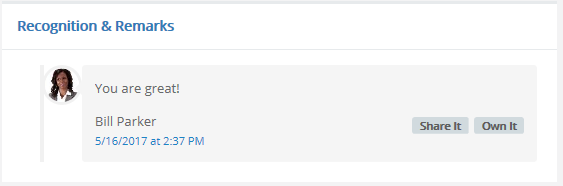 Recognition & Remarks
You are great!
Bill Parker
Share It Own It
5/16/2017 at 2:37 PM